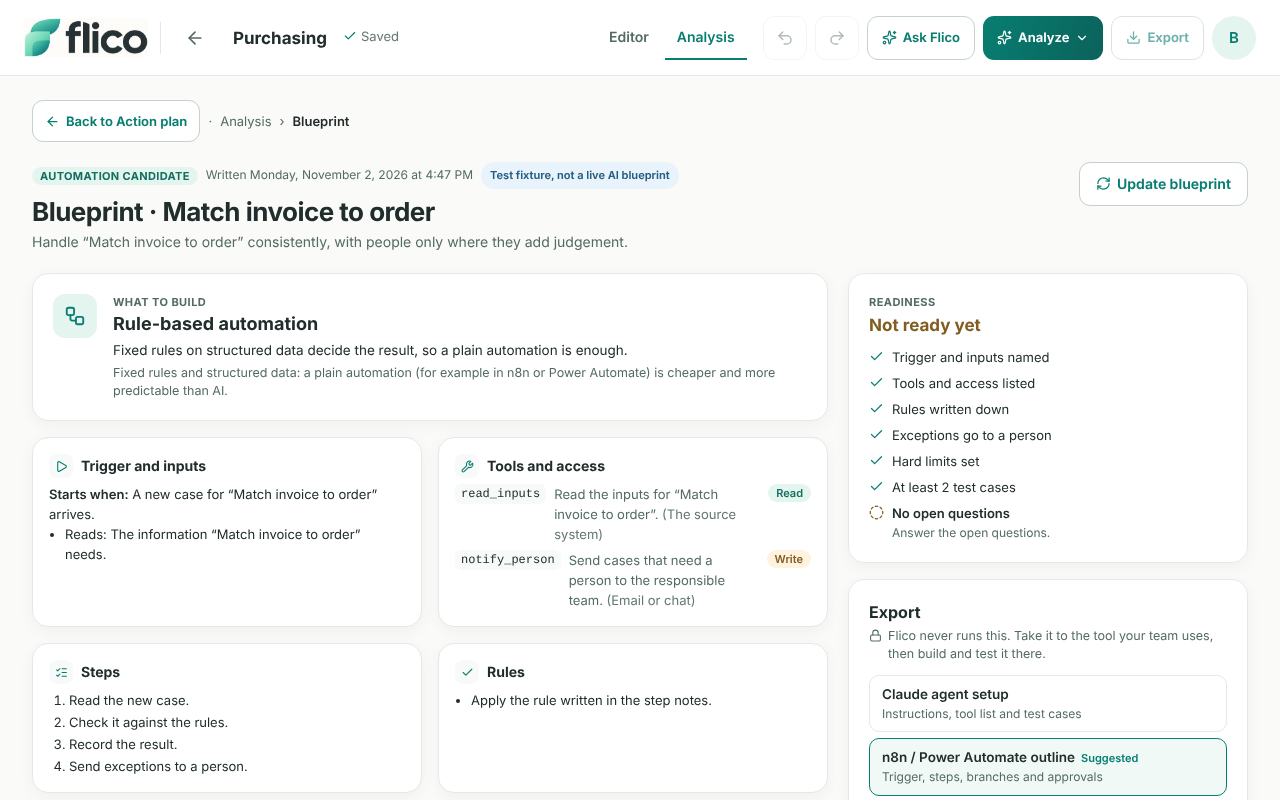 flico
Purchasing
Saved
Editor
Analysis
Ask Flico
Analyze
Export
B
Back to Action plan
· Analysis › Blueprint
AUTOMATION CANDIDATE
Written Monday, November 2, 2026 at 4:47 PM
Test fixture, not a live AI blueprint
Update blueprint
Blueprint · Match invoice to order
Handle “Match invoice to order” consistently, with people only where they add judgement.
WHAT TO BUILD
Rule-based automation
Fixed rules on structured data decide the result, so a plain automation is enough.
Fixed rules and structured data: a plain automation (for example in n8n or Power Automate) is cheaper and more
predictable than AI.
Trigger and inputs
Starts when: A new case for “Match invoice to order”
arrives.
• Reads: The information “Match invoice to order”
needs.
Tools and access
read_inputs
Read the inputs for “Match
invoice to order”. (The source
system)
Read
notify_person
Send cases that need a
person to the responsible
team. (Email or chat)
Write
Steps
1. Read the new case.
2. Check it against the rules.
3. Record the result.
4. Send exceptions to a person.
Rules
• Apply the rule written in the step notes.
READINESS
Not ready yet
Trigger and inputs named
Tools and access listed
Rules written down
Exceptions go to a person
Hard limits set
At least 2 test cases
No open questions
Answer the open questions.
Export
Flico never runs this. Take it to the tool your team uses,
then build and test it there.
Claude agent setup
Instructions, tool list and test cases
n8n / Power Automate outline Suggested
Trigger, steps, branches and approvals